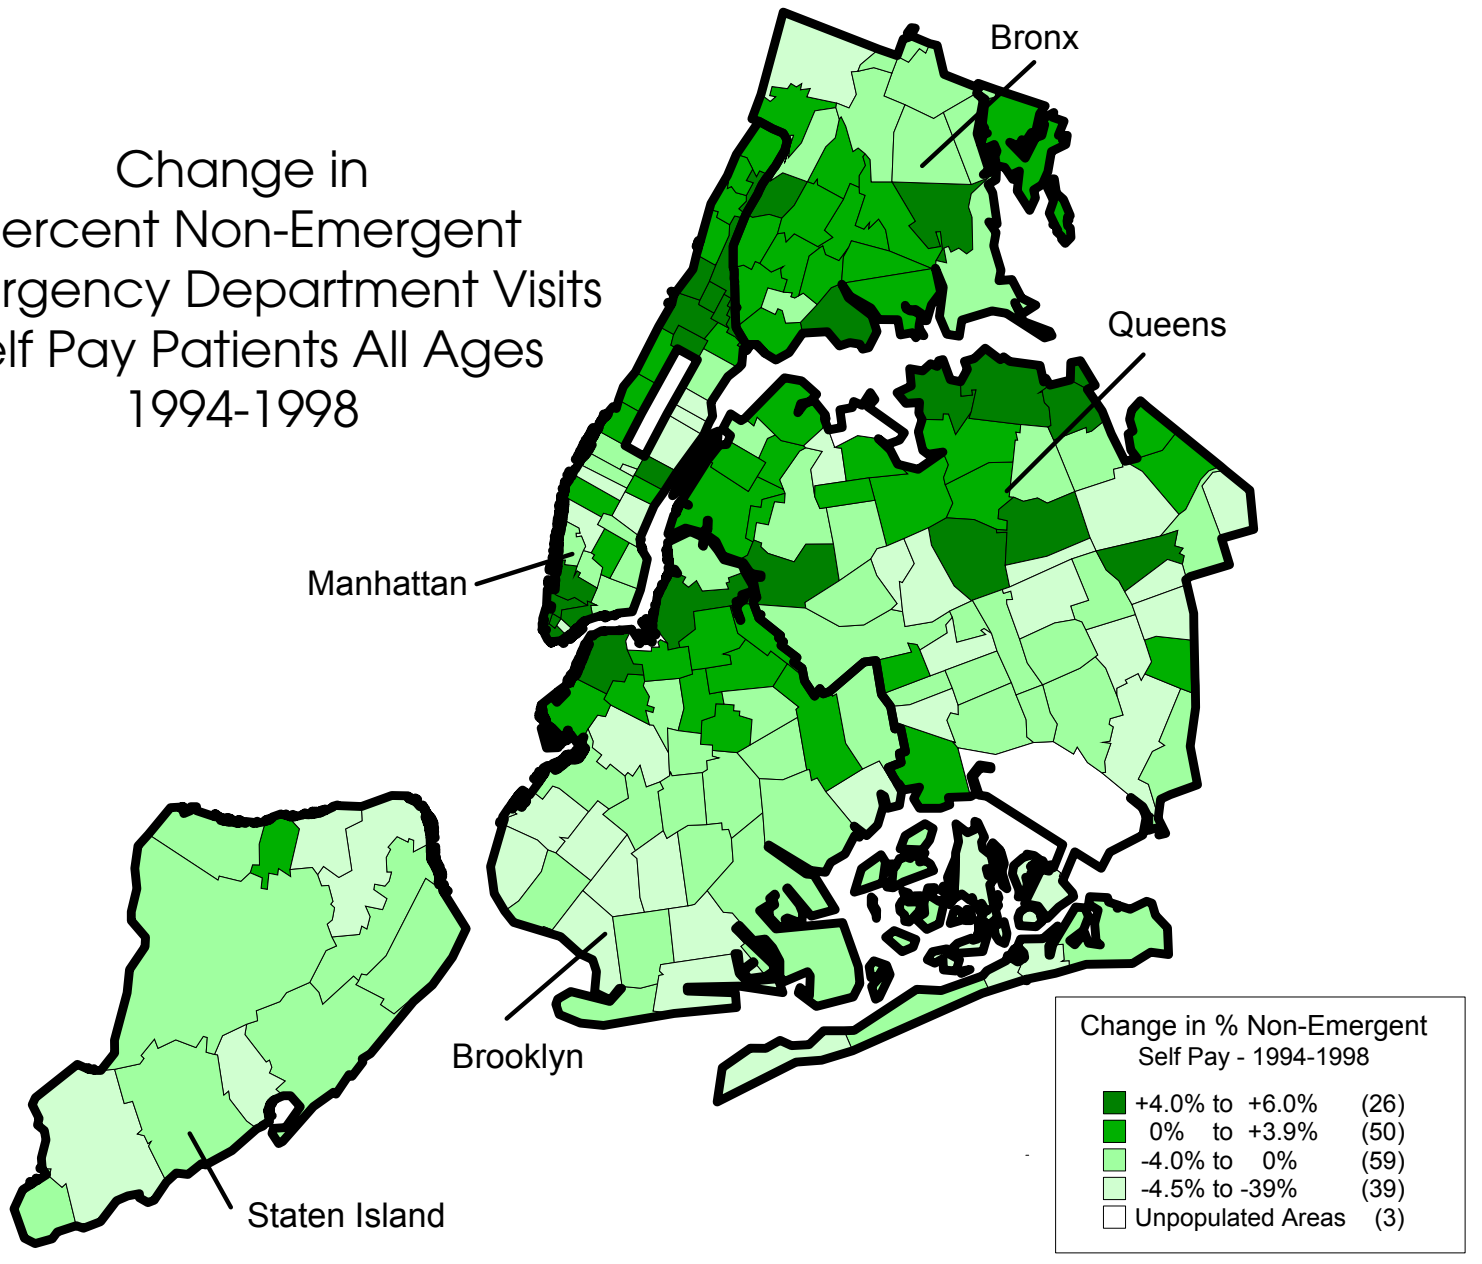 Change in
ercent Non-Emergent
rgency Department Visits
elf Pay Patients All Ages
1994-1998
Bronx
Queens
Manhattan
Brooklyn
Staten Island
Change in % Non-Emergent
Self Pay - 1994-1998
+4.0% to +6.0% (26)
0% to +3.9% (50)
-4.0% to 0% (59)
-4.5% to -39% (39)
Unpopulated Areas (3)